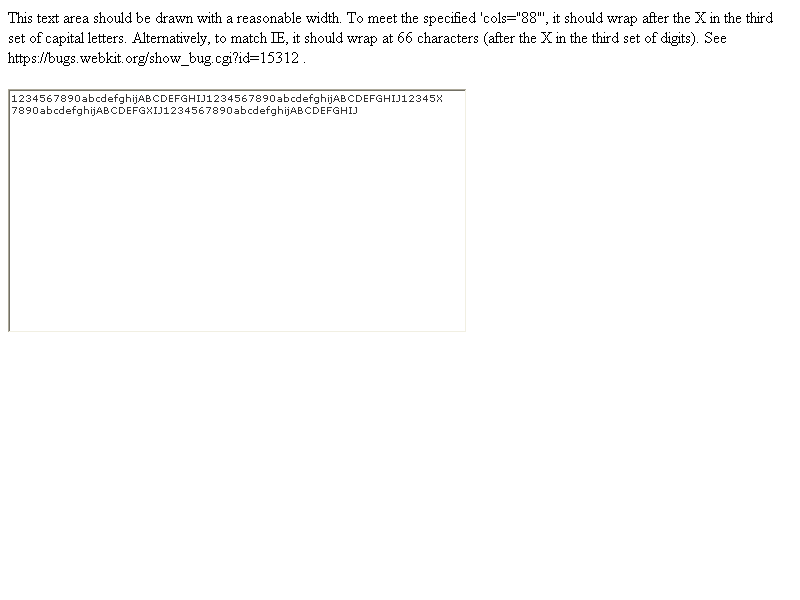 This text area should be drawn with a reasonable width. To meet the specified 'cols="88"', it should wrap after the X in the third
set of capital letters. Alternatively, to match IE, it should wrap at 66 characters (after the X in the third set of digits). See
https://bugs.webkit.org/show_bug.cgi?id=15312 .
1234567890abcdefghijABCDEFGHIJ1234567890abcdefghijABCDEFGHIJ12345X
7890abcdefghijABCDEFGXIJ1234567890abcdefghijABCDEFGHIJ